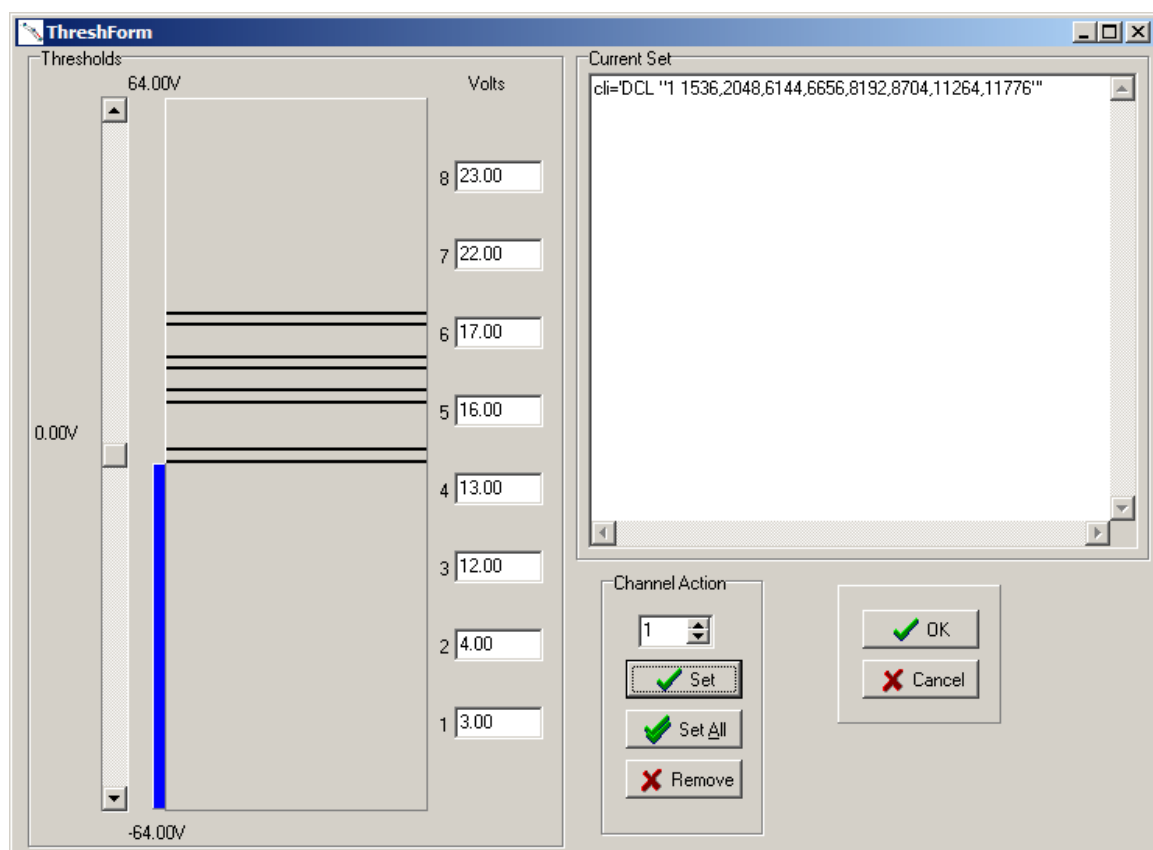 ThreshForm
Thresholds
64.00V
Volts
8 23.00
7 22.00
6 17.00
0.00V
5 16.00
4 13.00
3 12.00
2 4.00
1 3.00
-64.00V
Current Set
cli='DCL "1 1536,2048,6144,6656,8192,8704,11264,11776"'
Channel Action
1
Set
Set All
Remove
OK
Cancel